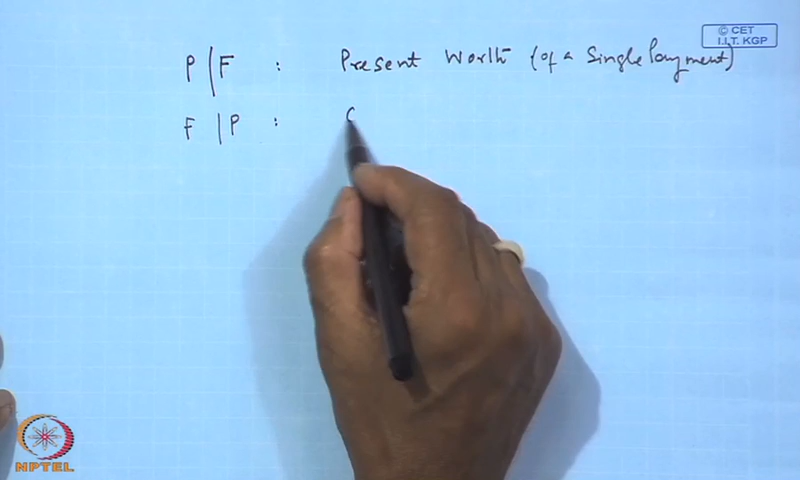 © CET
I.I.T. KGP
P|F : Present Worth (of a Single Payment)
F|P : C
NPTEL